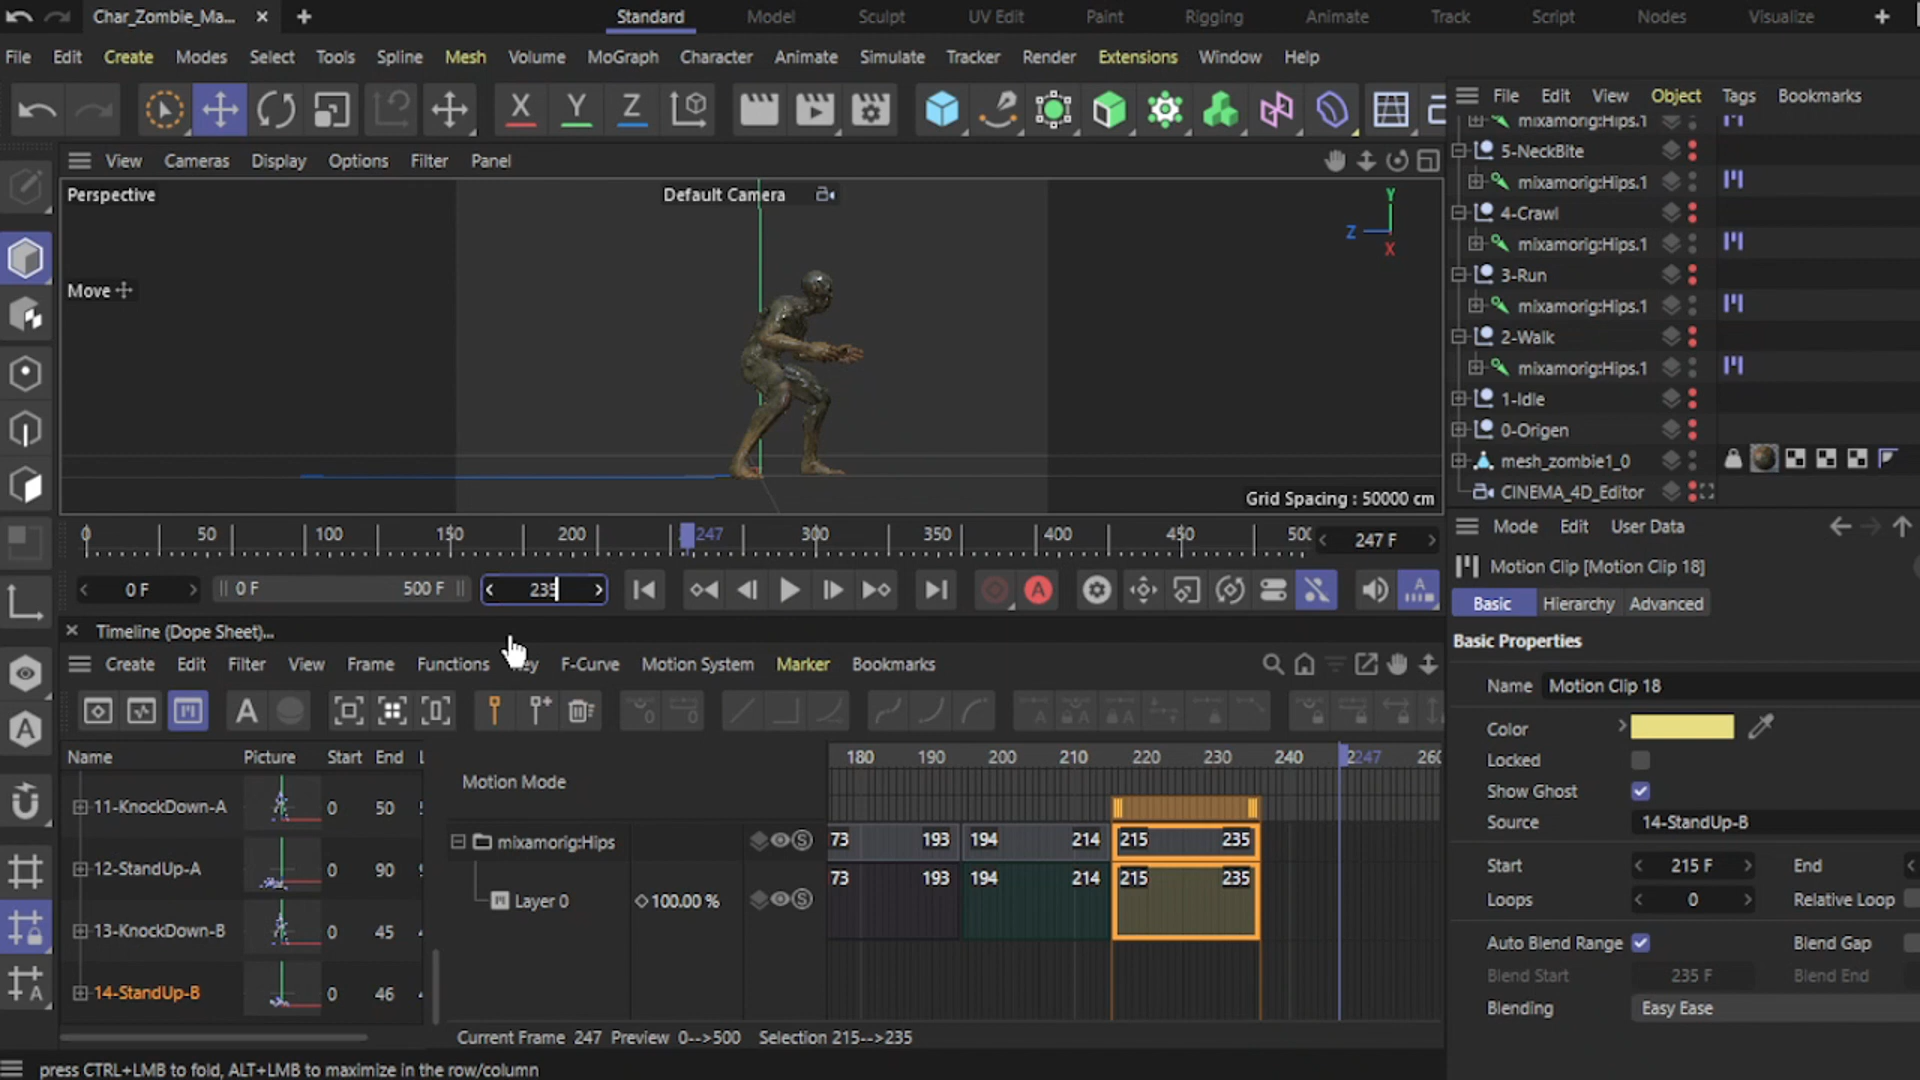 Char_Zombie_Ma...
Standard Model Sculpt UV Edit Paint Rigging Animate Track Script Nodes Visualize
File Edit Create Modes Select Tools Spline Mesh Volume MoGraph Character Animate Simulate Tracker Render Extensions Window Help
X Y Z
File Edit View Object Tags Bookmarks
View Cameras Display Options Filter Panel
Perspective
Default Camera
Y
Z
X
Move
Grid Spacing : 50000 cm
mixamorig:Hips.1
5-NeckBite
mixamorig:Hips.1
4-Crawl
mixamorig:Hips.1
3-Run
mixamorig:Hips.1
2-Walk
mixamorig:Hips.1
1-Idle
0-Origen
mesh_zombie1_0
CINEMA_4D_Editor
0 50 100 150 200 247 300 350 400 450 500
247 F
0 F
0 F 500 F
235
A
Timeline (Dope Sheet)...
Create Edit Filter View Frame Functions F-Curve Motion System Marker Bookmarks
Name Picture Start End
11-KnockDown-A 0 50
12-StandUp-A 0 90
13-KnockDown-B 0 45
14-StandUp-B 0 46
Motion Mode
180 190 200 210 220 230 240 247
mixamorig:Hips
73 193 194 214 215 235
Layer 0 100.00 %
73 193 194 214 215 235
Current Frame 247 Preview 0-->500 Selection 215-->235
press CTRL+LMB to fold, ALT+LMB to maximize in the row/column
Mode Edit User Data
Motion Clip [Motion Clip 18]
Basic Hierarchy Advanced
Basic Properties
Name Motion Clip 18
Color
Locked
Show Ghost
Source 14-StandUp-B
Start 215 F End
Loops 0 Relative Loop
Auto Blend Range Blend Gap
Blend Start 235 F Blend End
Blending Easy Ease